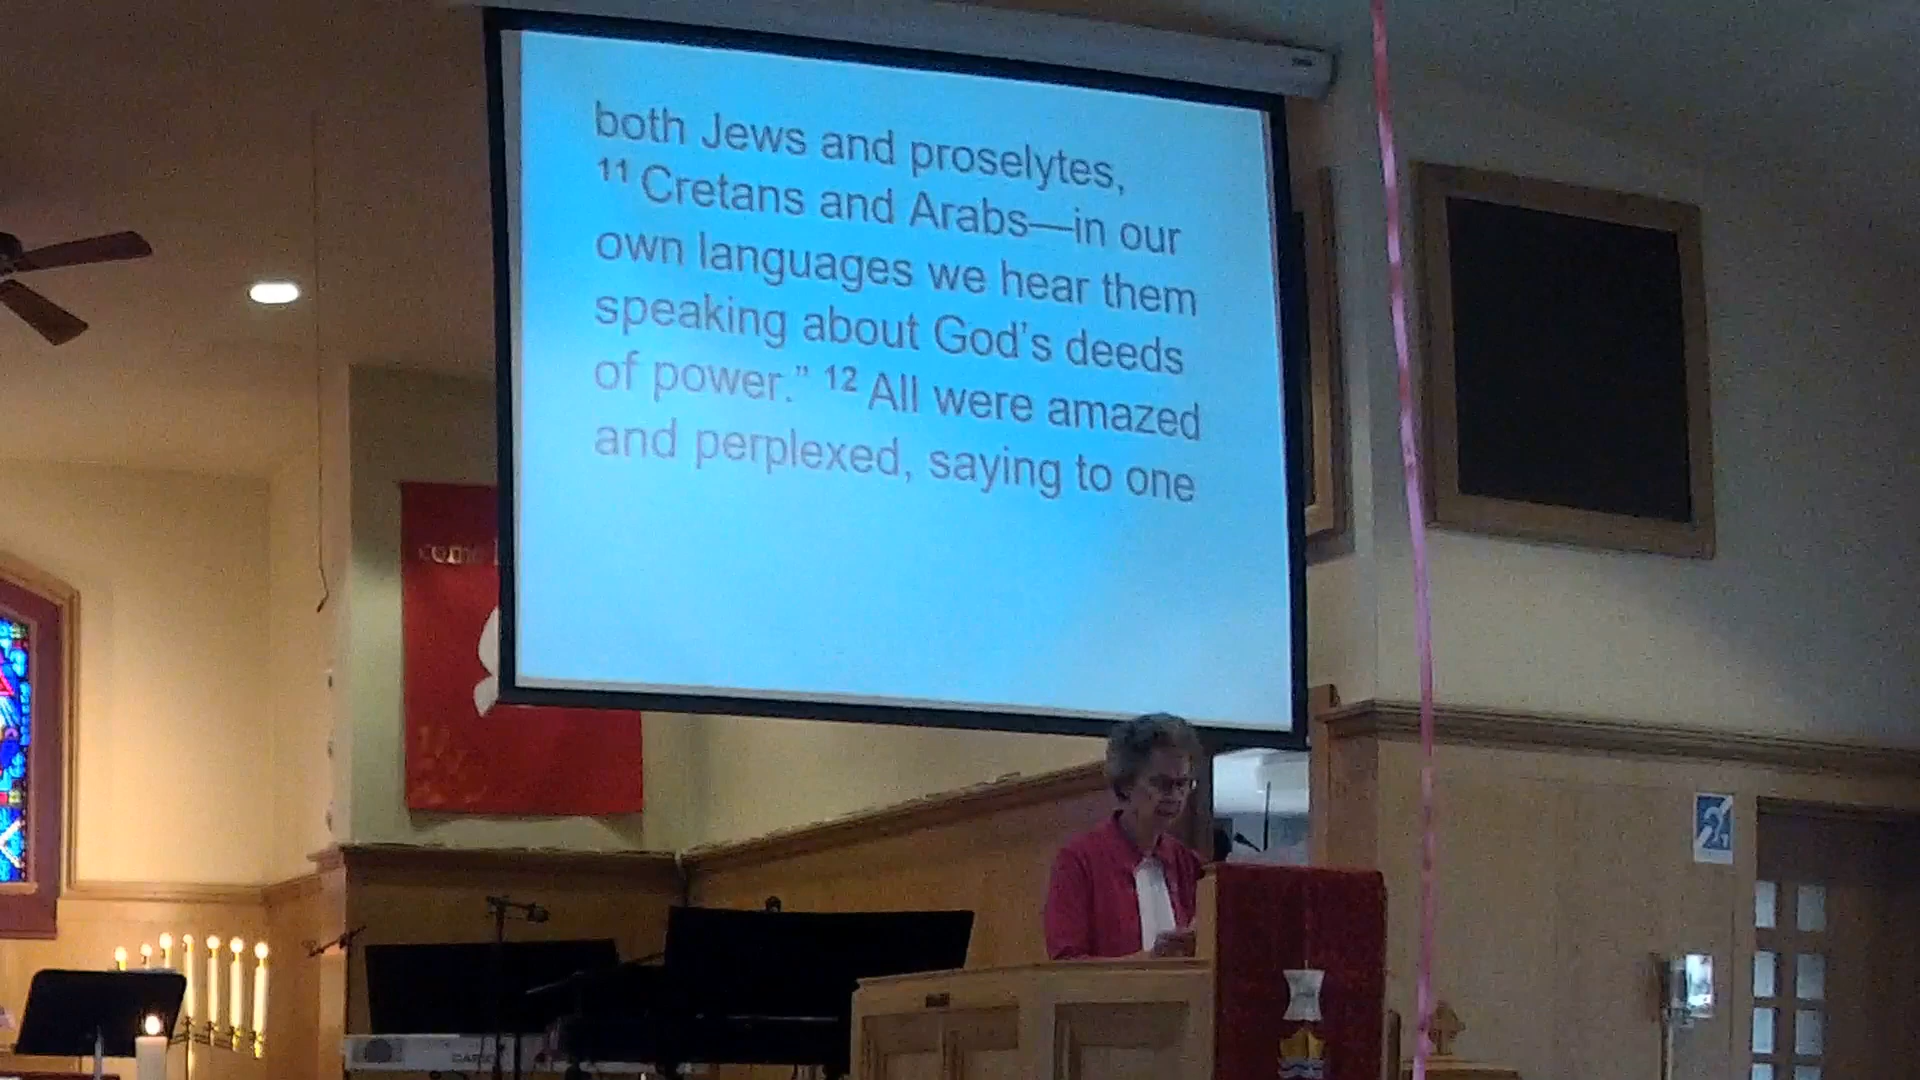 both Jews and proselytes,
11 Cretans and Arabs—in our
own languages we hear them
speaking about God's deeds
of power.” 12 All were amazed
and perplexed, saying to one